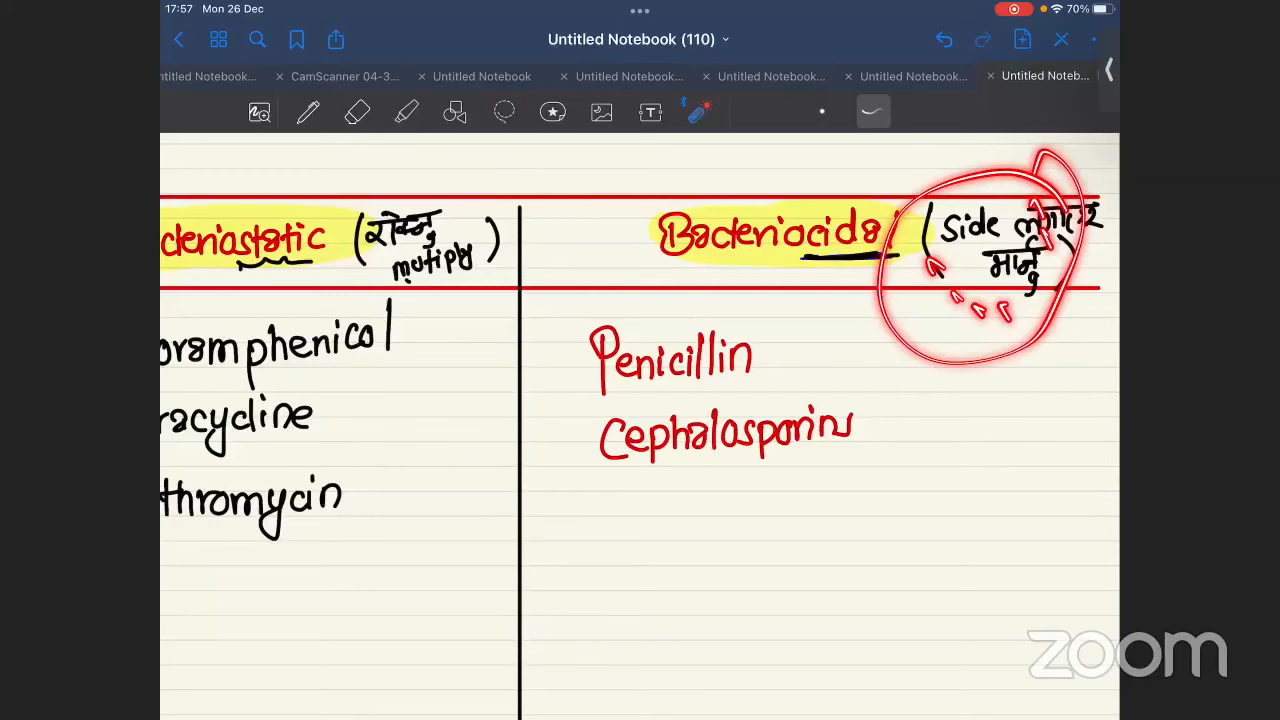 17:57 Mon 26 Dec
70%
Untitled Notebook (110)
ntitled Notebook...
CamScanner 04-3...
Untitled Notebook
Untitled Notebook...
Untitled Notebook...
Untitled Notebook...
Untitled Noteb...
cteriostatic (रोक्नु
mutiply)
Bacteriocidal (side लगाएर
मार्नु)
oramphenicol
Penicillin
racycline
Cephalosporins
thromycin
zoom